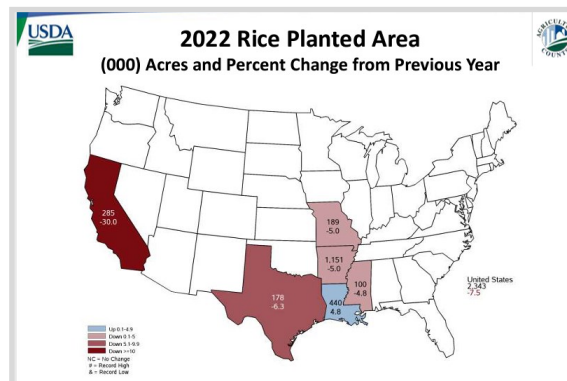 USDA
2022 Rice Planted Area
(000) Acres and Percent Change from Previous Year
AGRICULTURE
COUNTS
285
-30.0
189
-5.0
1,151
-5.0
100
-4.8
178
-6.3
440
4.8
United States
2,343
-7.5
Up 0.1-4.9
Down 0.1-5
Down 5.1-9.9
Down >=10
NC = No Change
# = Record High
& = Record Low